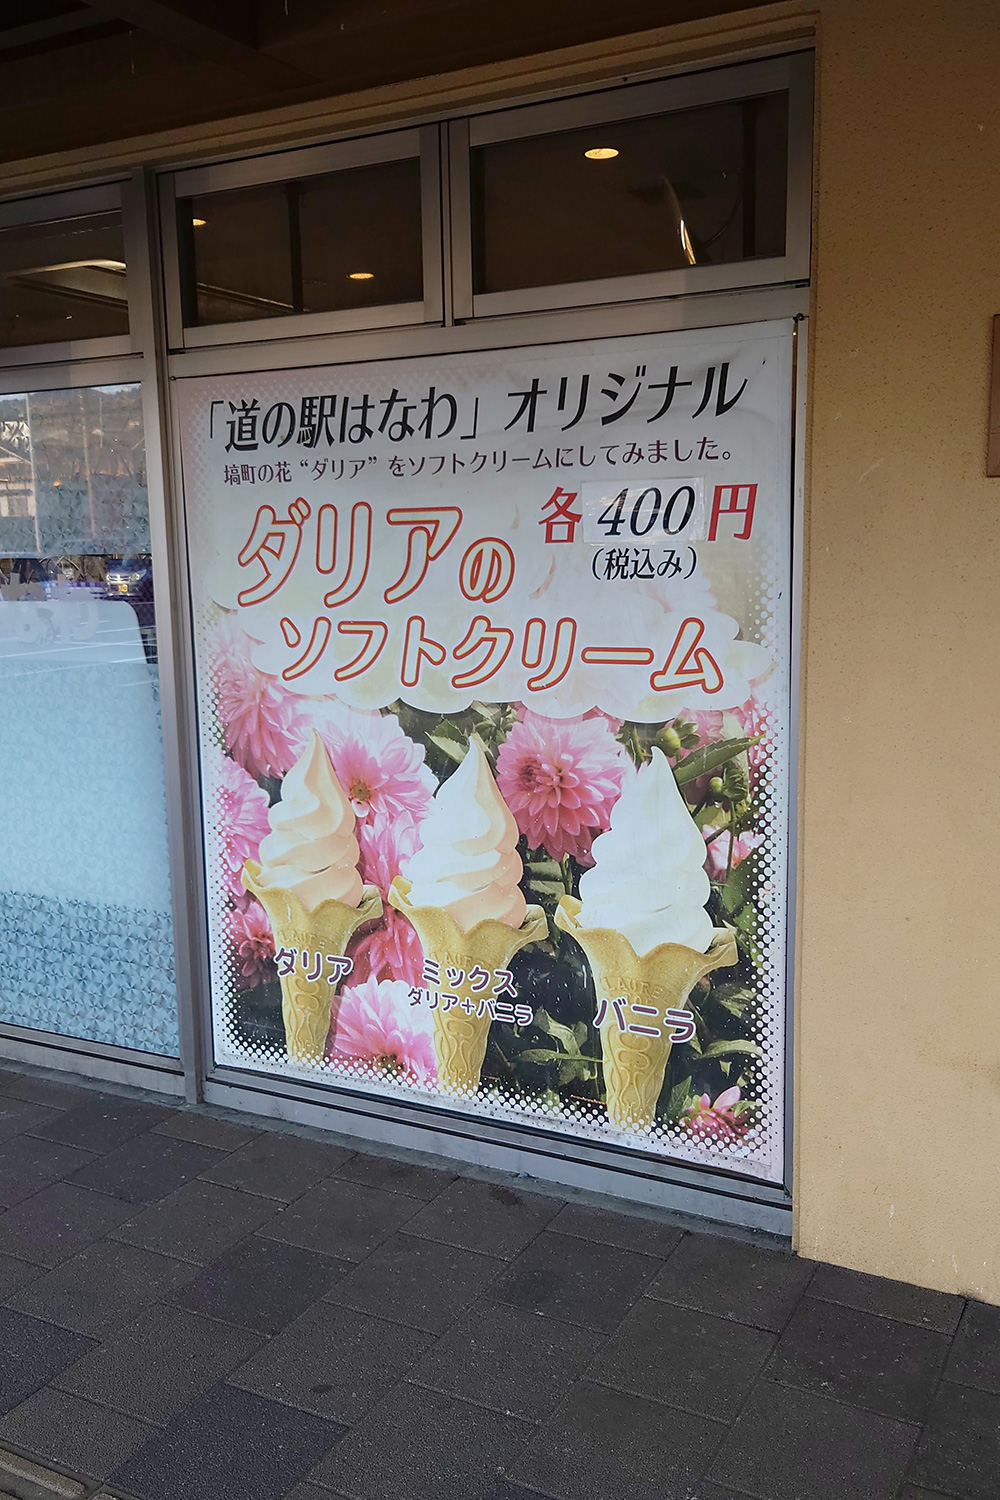 「道の駅はなわ」オリジナル
塙町の花“ダリア”をソフトクリームにしてみました。
各400円
(税込み)
ダリアの
ソフトクリーム
ダリア
ミックス
ダリア+バニラ
バニラ